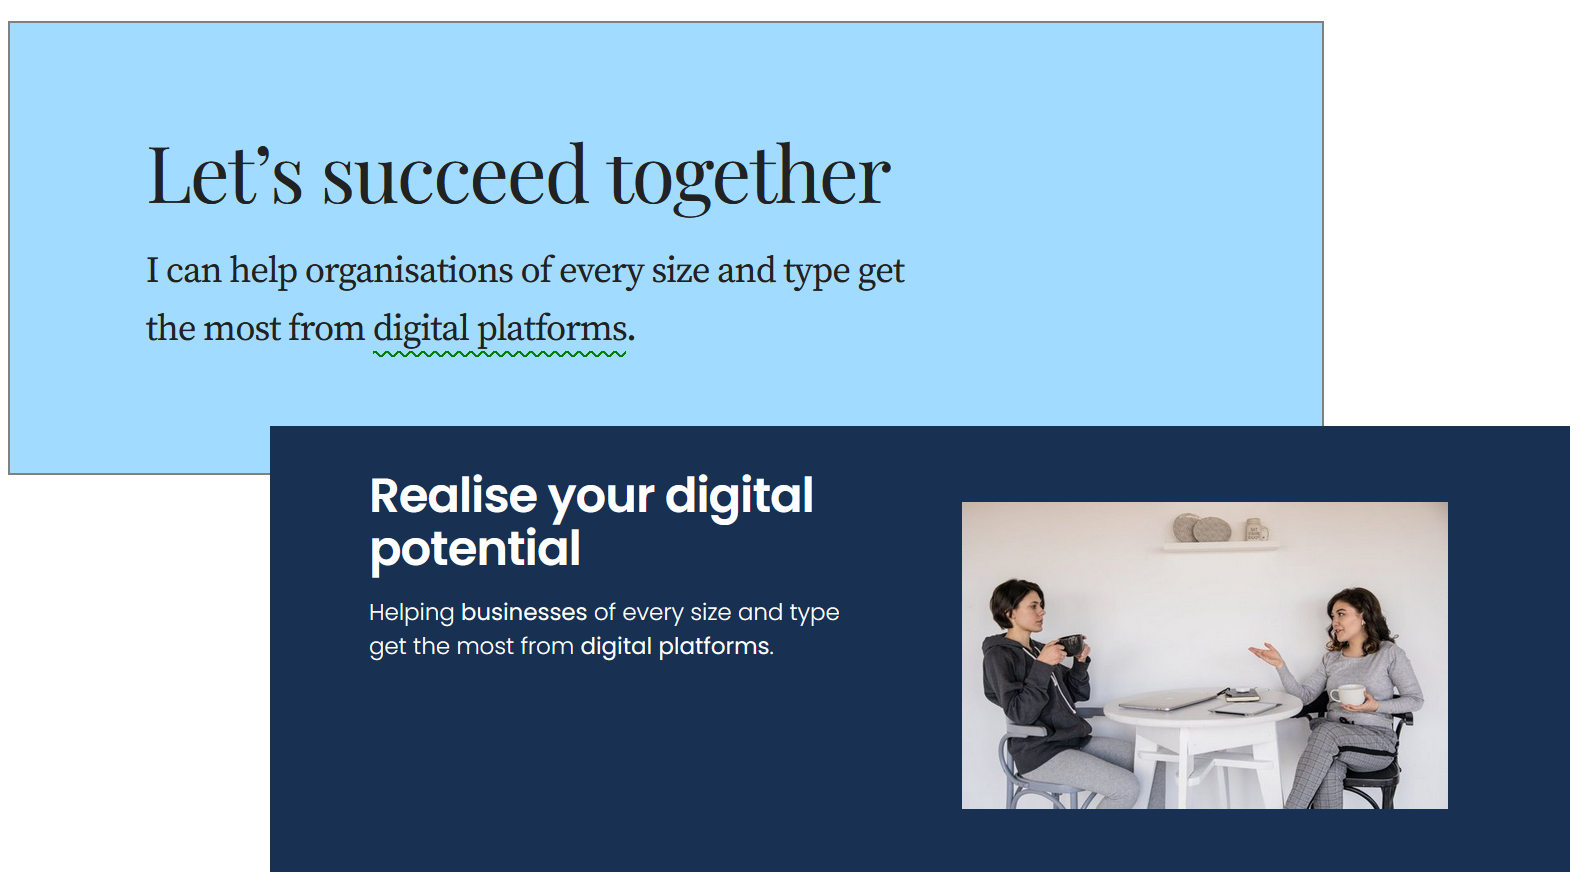 Let’s succeed together
I can help organisations of every size and type get
the most from digital platforms.
Realise your digital
potential
Helping businesses of every size and type
get the most from digital platforms.